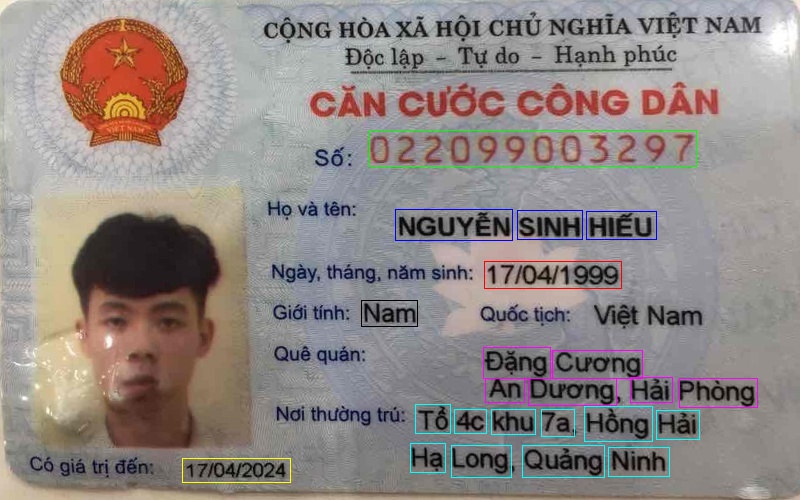 CỘNG HÒA XÃ HỘI CHỦ NGHĨA VIỆT NAM
Độc lập - Tự do - Hạnh phúc
CĂN CƯỚC CÔNG DÂN
Số: 022099003297
Họ và tên: NGUYỄN SINH HIẾU
Ngày, tháng, năm sinh: 17/04/1999
Giới tính: Nam Quốc tịch: Việt Nam
Quê quán: Đặng Cương
An Dương, Hải Phòng
Nơi thường trú: Tổ 4c khu 7a, Hồng Hải
Hạ Long, Quảng Ninh
Có giá trị đến: 17/04/2024
VIỆT NAM